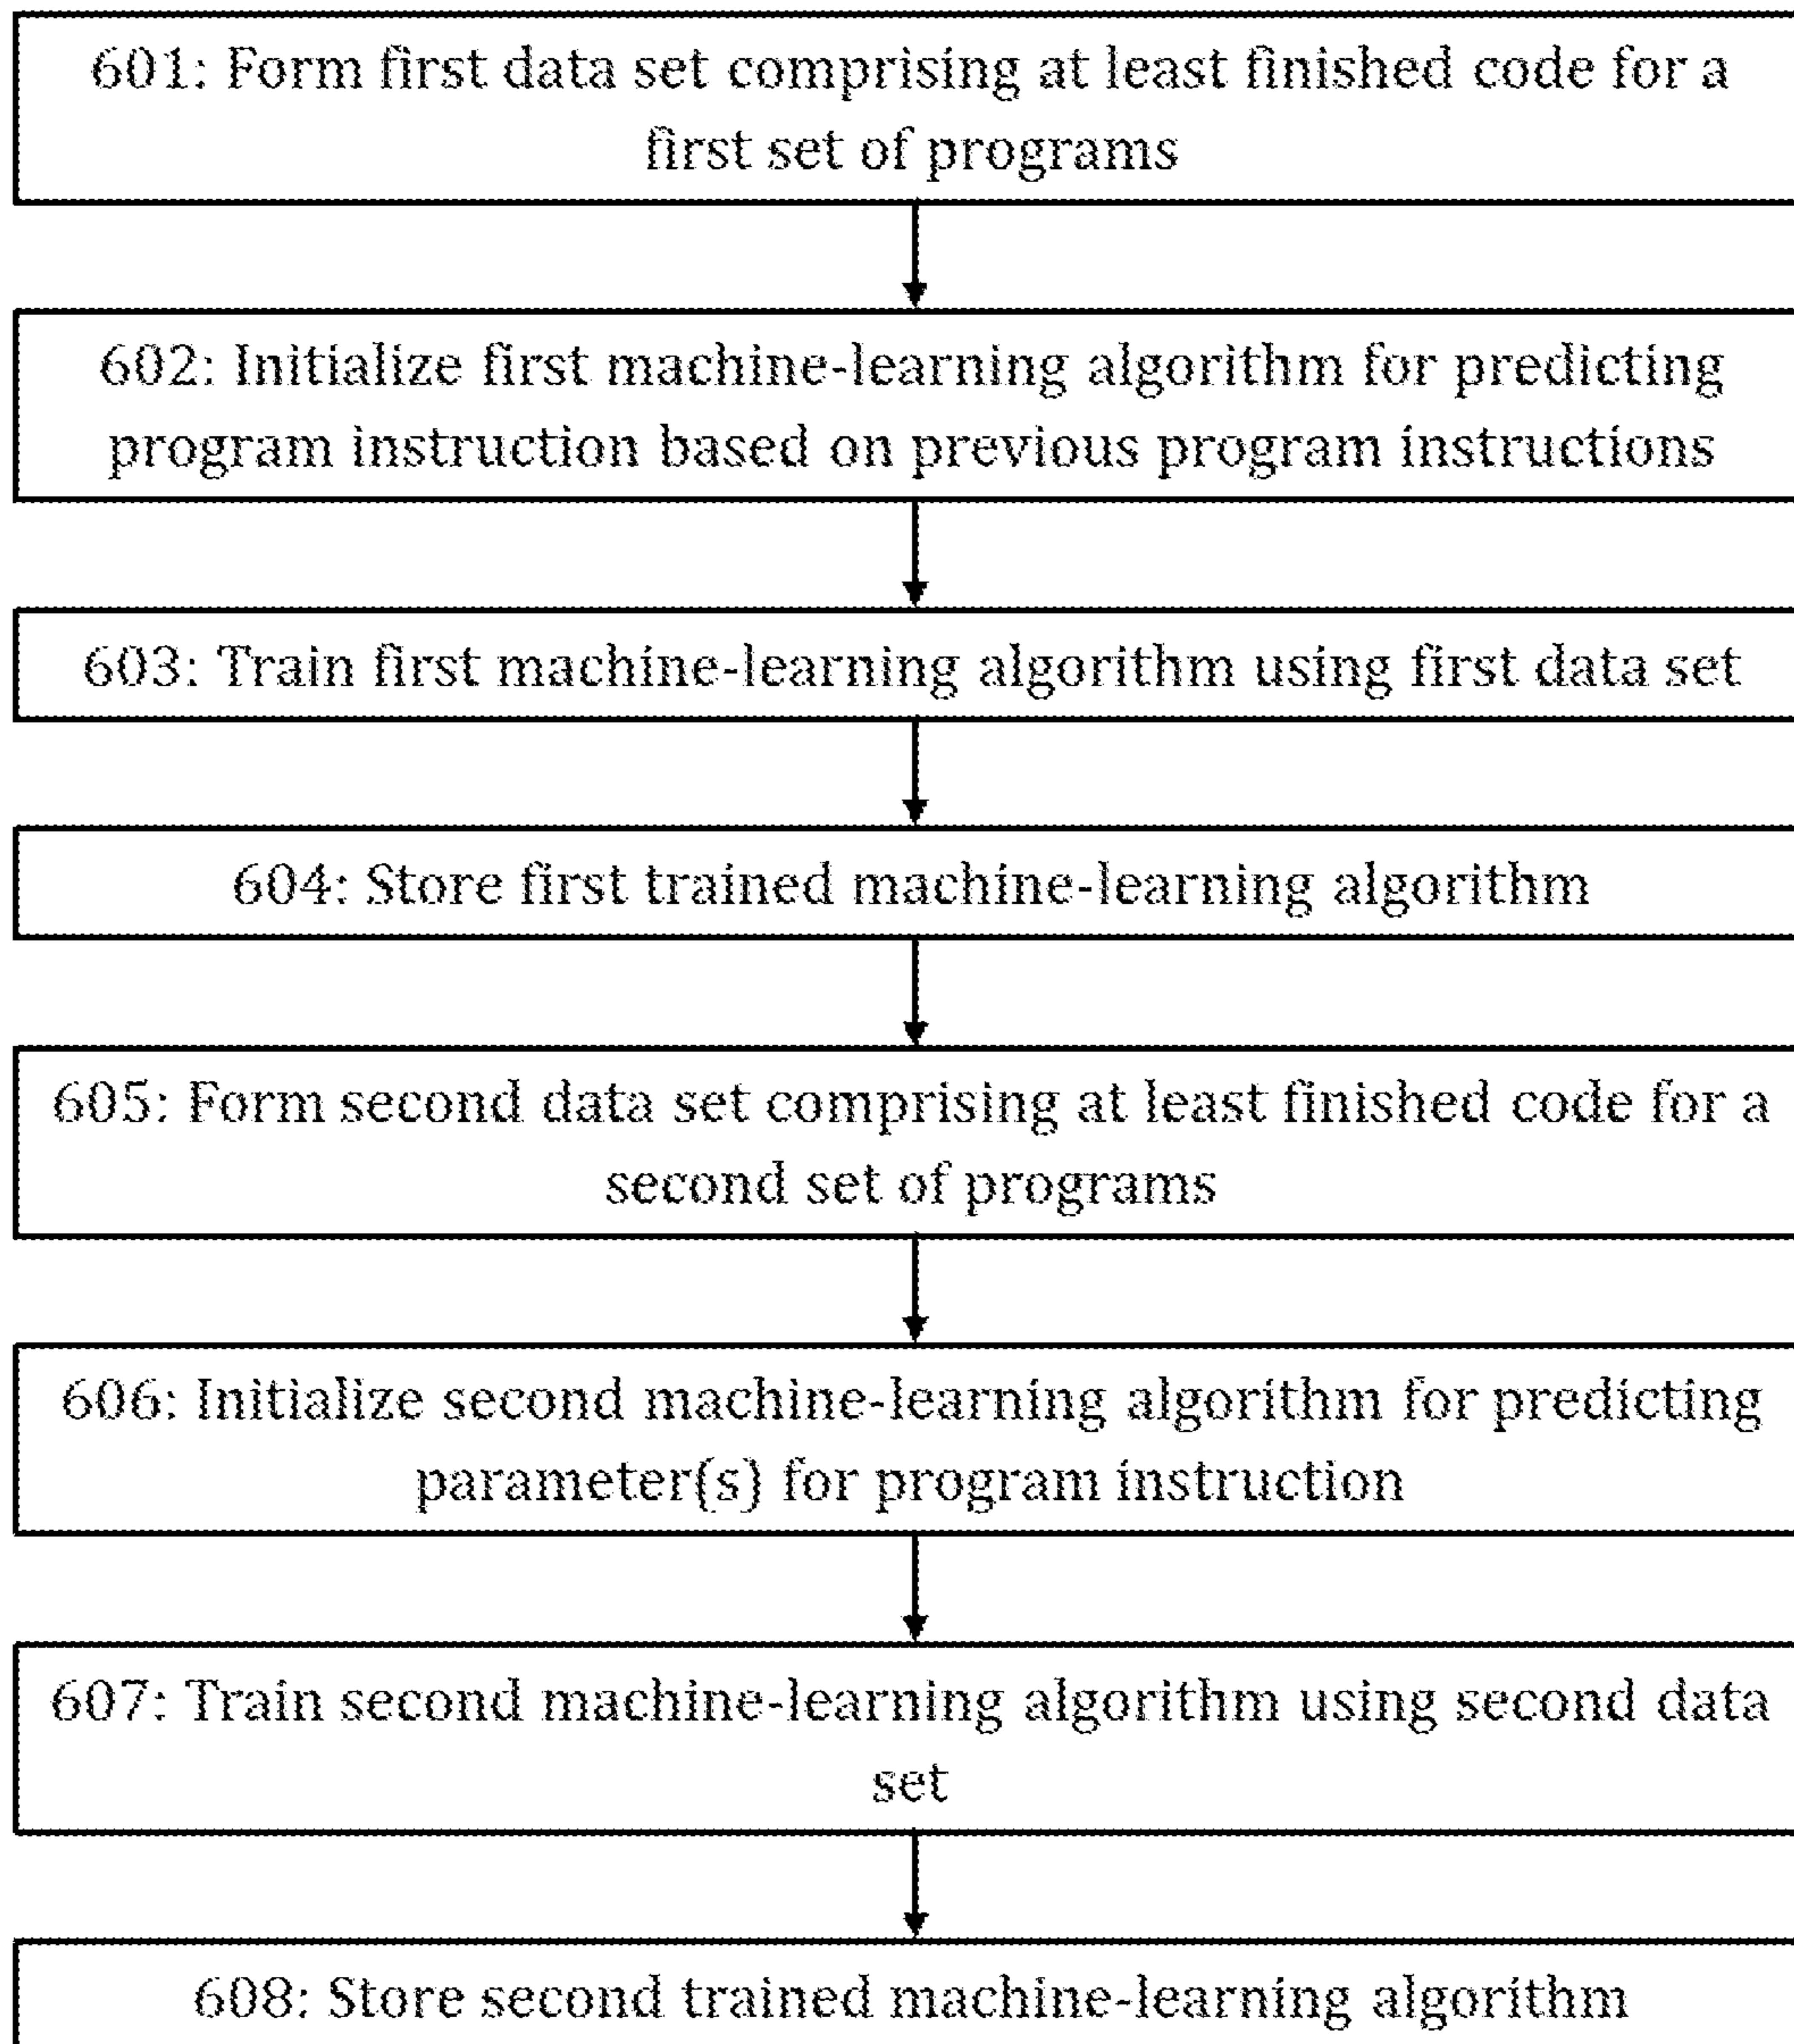 601: Form first data set comprising at least finished code for a
first set of programs
602: Initialize first machine-learning algorithm for predicting
program instruction based on previous program instructions
603: Train first machine-learning algorithm using first data set
604: Store first trained machine-learning algorithm
605: Form second data set comprising at least finished code for a
second set of programs
606: Initialize second machine-learning algorithm for predicting
parameter(s) for program instruction
607: Train second machine-learning algorithm using second data
set
608: Store second trained machine-learning algorithm